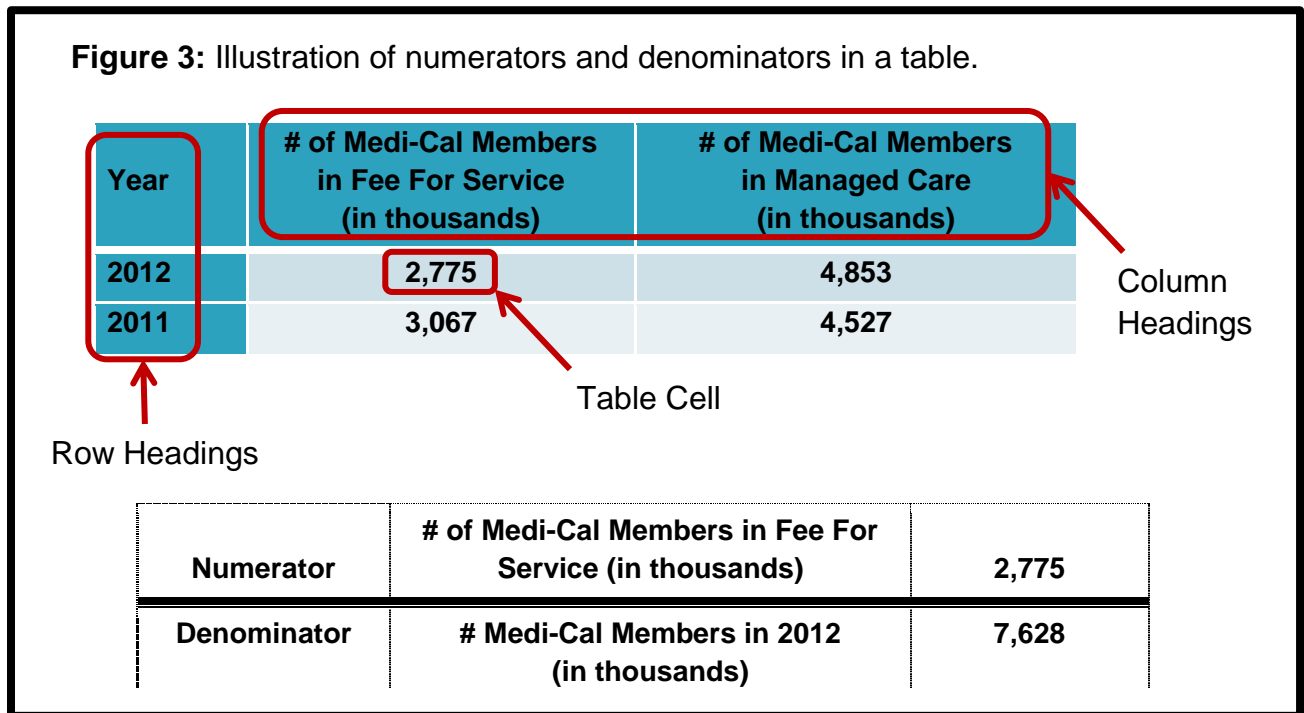 Figure 3: Illustration of numerators and denominators in a table.
Year
# of Medi-Cal Members
in Fee For Service
(in thousands)
# of Medi-Cal Members
in Managed Care
(in thousands)
2012 2,775 4,853
2011 3,067 4,527
Column
Headings
Table Cell
Row Headings
Numerator
# of Medi-Cal Members in Fee For
Service (in thousands)
2,775
Denominator
# Medi-Cal Members in 2012
(in thousands)
7,628